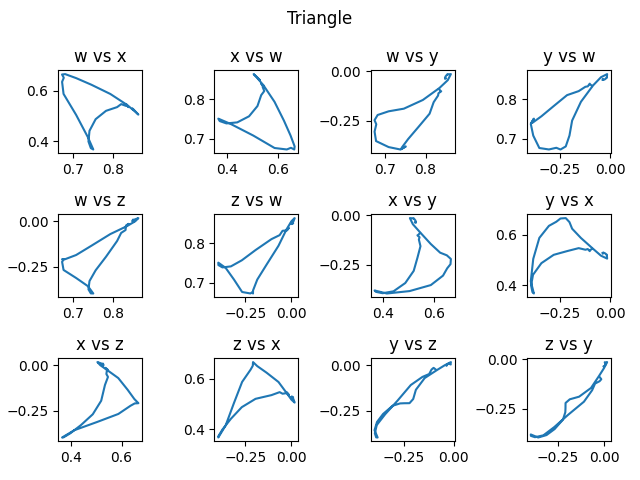 Triangle
w vs x
x vs w
w vs y
y vs w
0.6
0.4
0.8
0.7
0.00
−0.25
0.8
0.7
0.7 0.8
0.4 0.6
0.7 0.8
−0.25 0.00
w vs z
z vs w
x vs y
y vs x
0.00
−0.25
0.8
0.7
0.00
−0.25
0.6
0.4
0.7 0.8
−0.25 0.00
0.4 0.6
−0.25 0.00
x vs z
z vs x
y vs z
z vs y
0.00
−0.25
0.6
0.4
0.00
−0.25
0.00
−0.25
0.4 0.6
−0.25 0.00
−0.25 0.00
−0.25 0.00